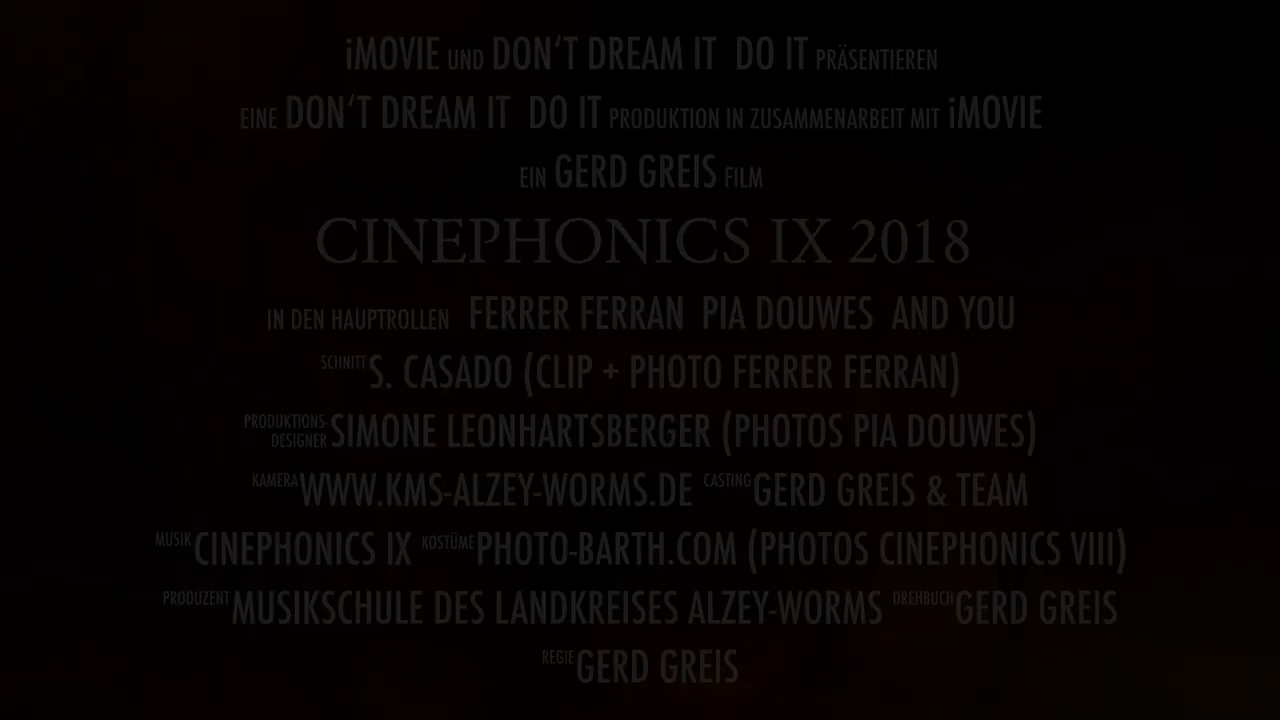 iMOVIE UND DON'T DREAM IT DO IT PRÄSENTIEREN
EINE DON'T DREAM IT DO IT PRODUKTION IN ZUSAMMENARBEIT MIT iMOVIE
EIN GERD GREIS FILM
CINEPHONICS IX 2018
IN DEN HAUPTROLLEN FERRER FERRAN PIA DOUWES AND YOU
SCHNITT S. CASADO (CLIP + PHOTO FERRER FERRAN)
PRODUKTIONS-DESIGNER SIMONE LEONHARTSBERGER (PHOTOS PIA DOUWES)
KAMERA WWW.KMS-ALZEY-WORMS.DE CASTING GERD GREIS & TEAM
MUSIK CINEPHONICS IX KOSTÜME PHOTO-BARTH.COM (PHOTOS CINEPHONICS VIII)
PRODUZENT MUSIKSCHULE DES LANDKREISES ALZEY-WORMS DREHBUCH GERD GREIS
REGIE GERD GREIS